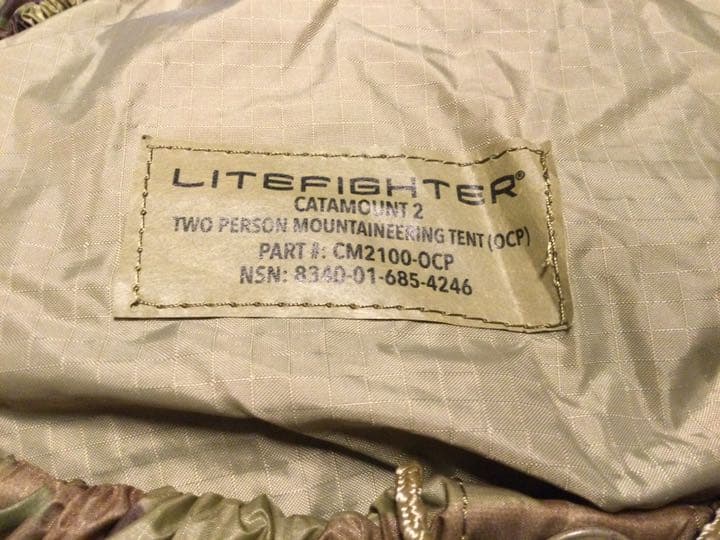 LITEFIGHTER®
CATAMOUNT 2
TWO PERSON MOUNTAINEERING TENT (OCP)
PART #: CM2100-OCP
NSN: 8340-01-685-4246